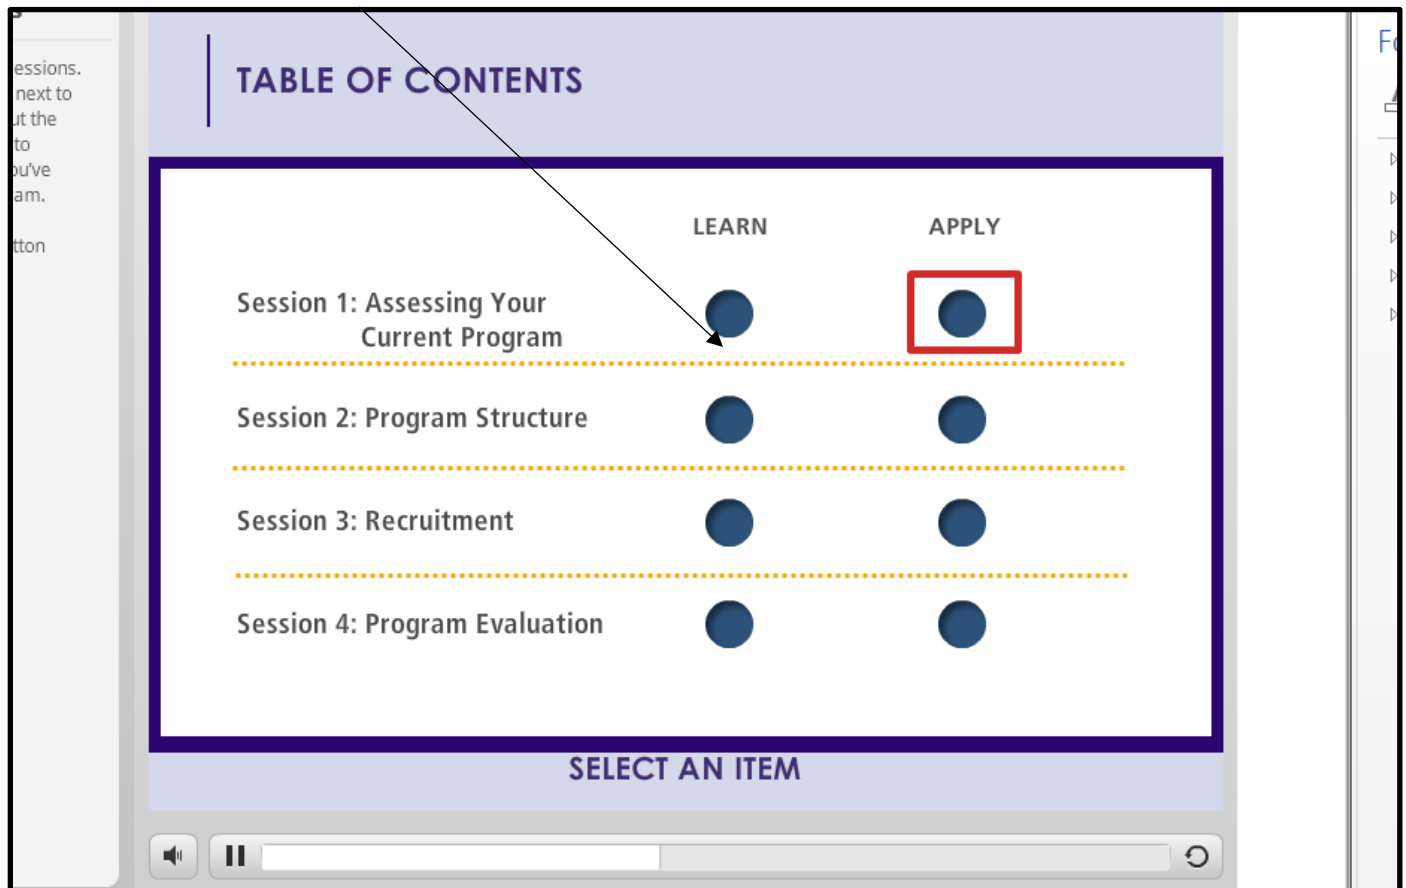 essions.
next to
ut the
to
ou've
am.
tton
TABLE OF CONTENTS
LEARN APPLY
Session 1: Assessing Your
Current Program
Session 2: Program Structure
Session 3: Recruitment
Session 4: Program Evaluation
SELECT AN ITEM